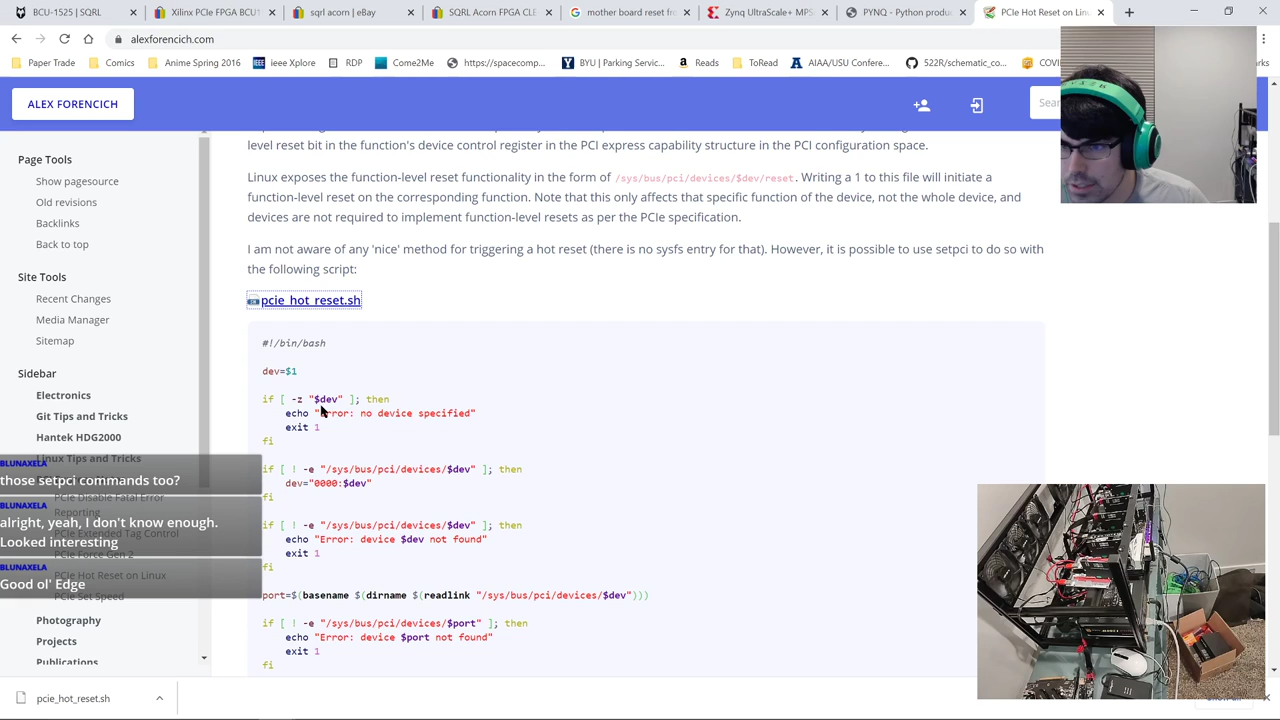 BCU-1525 | SQRL
Xilinx PCIe FPGA BCU1
sqrl acorn | eBay
SQRL Acorn FPGA CLE
mother board reset fro
Zynq UltraScale+ MPS
PYNQ - Python produc
PCIe Hot Reset on Linu
alexforencich.com
Paper Trade
Comics
Anime Spring 2016
Ieee Xplore
Conne2Me
https://spacecomp...
BYU | Parking Servic...
Reads
ToRead
AIAA/USU Confere...
522R/schematic_co...
COVI
ALEX FORENCICH
Sear
level reset bit in the function's device control register in the PCI express capability structure in the PCI configuration space.
Page Tools
Show pagesource
Old revisions
Backlinks
Back to top
Site Tools
Recent Changes
Media Manager
Sitemap
Sidebar
Electronics
Git Tips and Tricks
Hantek HDG2000
Linux Tips and Tricks
PCIe Disable Fatal Error
Reporting
PCIe Extended Tag Control
PCIe Force Gen 2
PCIe Hot Reset on Linux
PCIe Set Speed
Photography
Projects
Publications
Linux exposes the function-level reset functionality in the form of /sys/bus/pci/devices/$dev/reset. Writing a 1 to this file will initiate
a function-level reset on the corresponding function. Note that this only affects that specific function of the device, not the whole device, and
devices are not required to implement function-level resets as per the PCIe specification.
I am not aware of any 'nice' method for triggering a hot reset (there is no sysfs entry for that). However, it is possible to use setpci to do so with
the following script:
pcie_hot_reset.sh
#!/bin/bash
dev=$1
if [ -z "$dev" ]; then
echo "Error: no device specified"
exit 1
fi
if [ ! -e "/sys/bus/pci/devices/$dev" ]; then
dev="0000:$dev"
fi
if [ ! -e "/sys/bus/pci/devices/$dev" ]; then
echo "Error: device $dev not found"
exit 1
fi
port=$(basename $(dirname $(readlink "/sys/bus/pci/devices/$dev")))
if [ ! -e "/sys/bus/pci/devices/$port" ]; then
echo "Error: device $port not found"
exit 1
fi
BLUNAXELA
those setpci commands too?
BLUNAXELA
alright, yeah, I don't know enough.
Looked interesting
BLUNAXELA
Good ol' Edge
pcie_hot_reset.sh